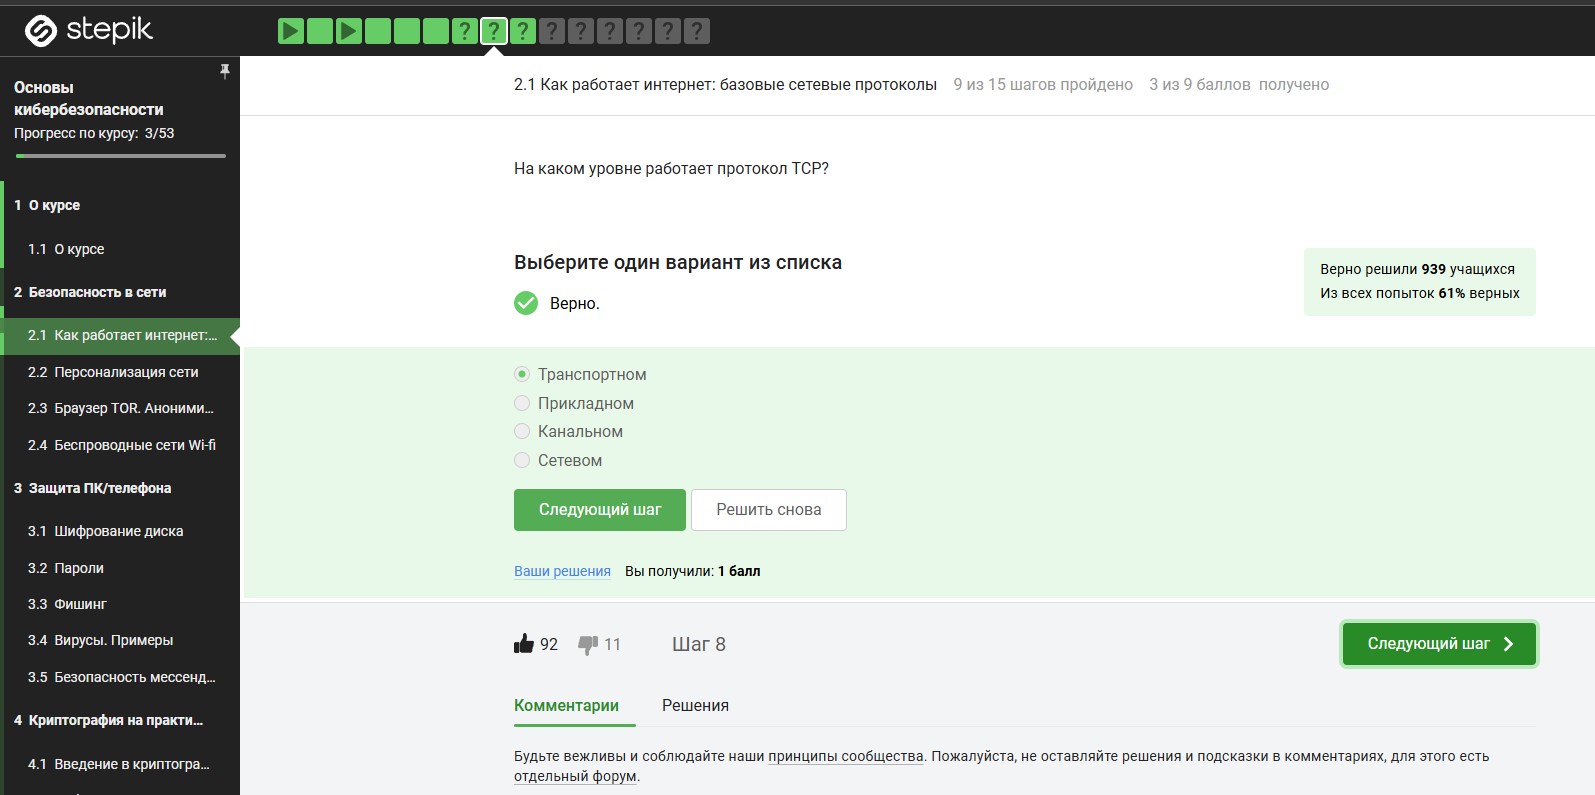 stepik
? ? ? ? ? ? ? ? ?
Основы
кибербезопасности
Прогресс по курсу: 3/53
1 О курсе
1.1 О курсе
2 Безопасность в сети
2.1 Как работает интернет:...
2.2 Персонализация сети
2.3 Браузер TOR. Аноними...
2.4 Беспроводные сети Wi-fi
3 Защита ПК/телефона
3.1 Шифрование диска
3.2 Пароли
3.3 Фишинг
3.4 Вирусы. Примеры
3.5 Безопасность мессенд...
4 Криптография на практи...
4.1 Введение в криптогра...
2.1 Как работает интернет: базовые сетевые протоколы 9 из 15 шагов пройдено 3 из 9 баллов получено
На каком уровне работает протокол TCP?
Выберите один вариант из списка
Верно.
Верно решили 939 учащихся
Из всех попыток 61% верных
Транспортном
Прикладном
Канальном
Сетевом
Следующий шаг Решить снова
Ваши решения Вы получили: 1 балл
92 11 Шаг 8 Следующий шаг
Комментарии Решения
Будьте вежливы и соблюдайте наши принципы сообщества. Пожалуйста, не оставляйте решения и подсказки в комментариях, для этого есть
отдельный форум.